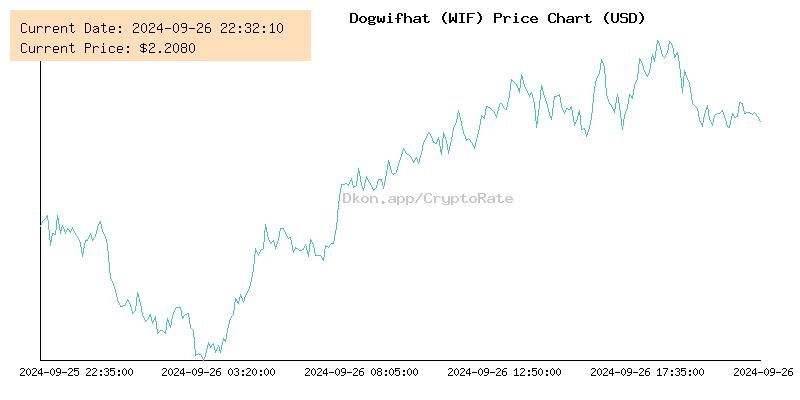 Dogwifhat (WIF) Price Chart (USD)
Current Date: 2024-09-26 22:32:10
Current Price: $2.2080
Dkon.app/CryptoRate
2024-09-25 22:35:00 2024-09-26 03:20:00 2024-09-26 08:05:00 2024-09-26 12:50:00 2024-09-26 17:35:00 2024-09-26